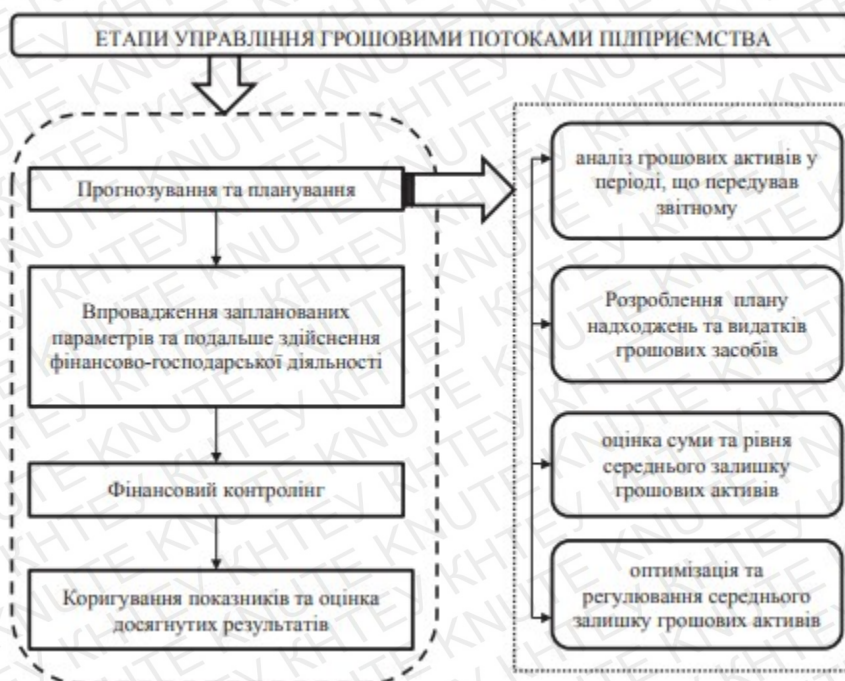 ЕТАПИ УПРАВЛІННЯ ГРОШОВИМИ ПОТОКАМИ ПІДПРИЄМСТВА
Прогнозування та планування
Впровадження запланованих
параметрів та подальше здійснення
фінансово-господарської діяльності
Фінансовий контролінг
Коригування показників та оцінка
досягнутих результатів
аналіз грошових активів у
періоді, що передував
звітному
Розроблення плану
надходжень та видатків
грошових засобів
оцінка суми та рівня
середнього залишку
грошових активів
оптимізація та
регулювання середнього
залишку грошових активів